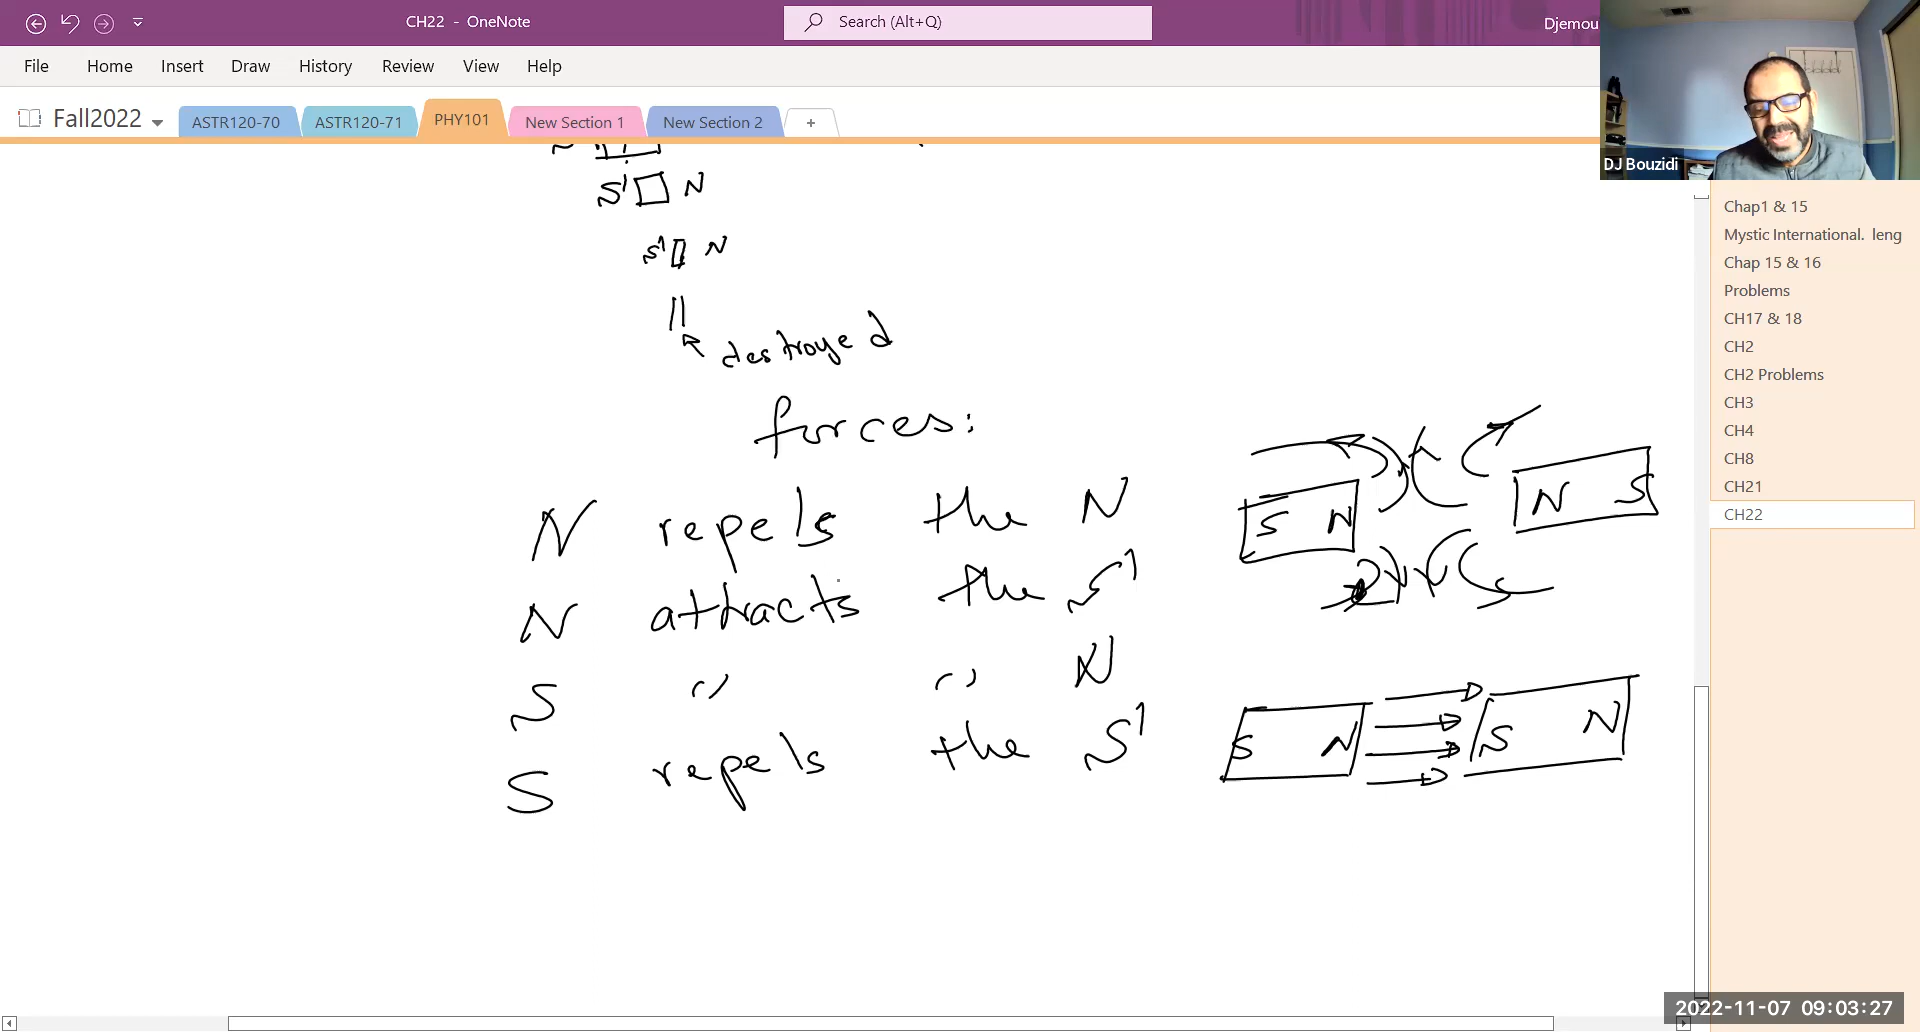 CH22 - OneNote
Search (Alt+Q)
Djemou
File Home Insert Draw History Review View Help
Fall2022
ASTR120-70
ASTR120-71
PHY101
New Section 1
New Section 2
+
DJ Bouzidi
Chap1 & 15
Mystic International. leng
Chap 15 & 16
Problems
CH17 & 18
CH2
CH2 Problems
CH3
CH4
CH8
CH21
CH22
S N
S N
destroyed
forces:
N repels the N
N attracts the S
S " " N
S repels the S
S N
N S
S N
S N
2022-11-07 09:03:27